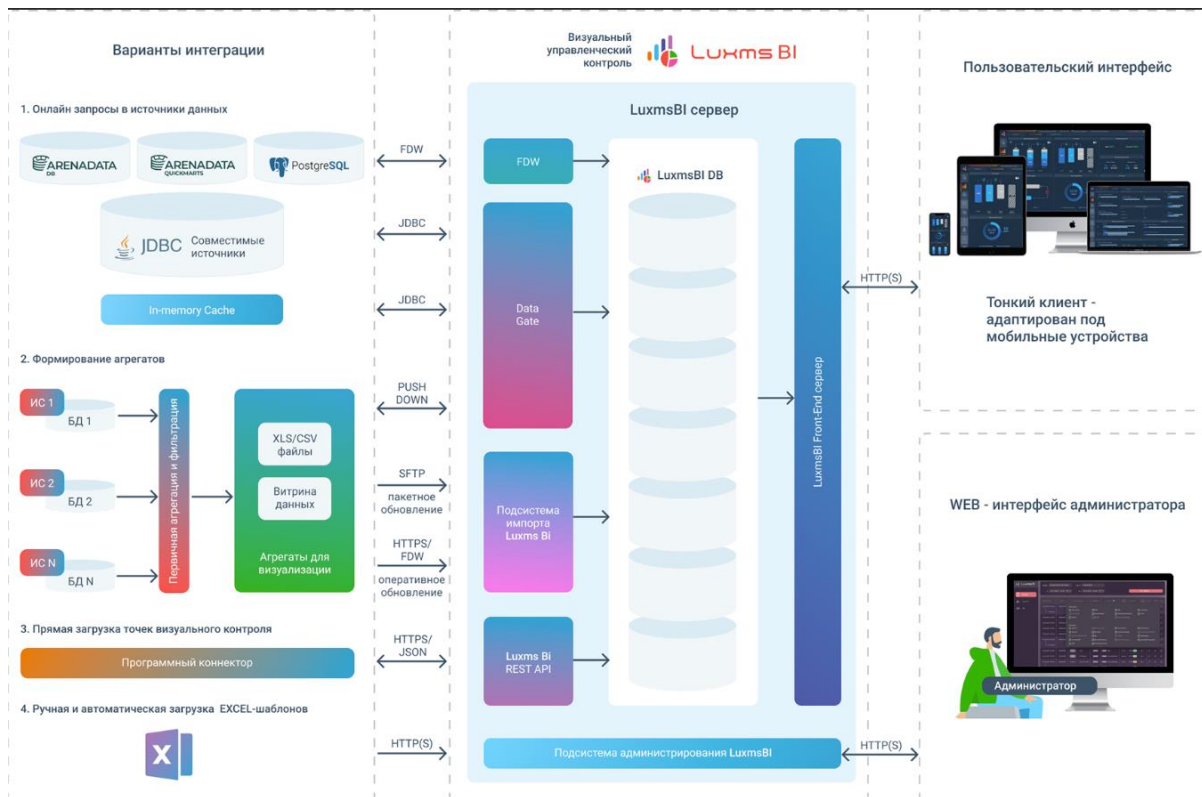 Варианты интеграции
1. Онлайн запросы в источники данных
ARENADATA
DB
ARENADATA
QUICKMARTS
PostgreSQL
JDBC
Совместимые
источники
In-memory Cache
2. Формирование агрегатов
ИС 1
БД 1
ИС 2
БД 2
ИС N
БД N
Первичная агрегация и фильтрация
XLS/CSV
файлы
Витрина
данных
Агрегаты для
визуализации
3. Прямая загрузка точек визуального контроля
Программный коннектор
4. Ручная и автоматическая загрузка EXCEL-шаблонов
X
FDW
JDBC
JDBC
PUSH
DOWN
SFTP
пакетное
обновление
HTTPS/
FDW
оперативное
обновление
HTTPS/
JSON
HTTP(S)
Визуальный
управленческий
контроль
Luxms BI
LuxmsBI сервер
FDW
Data
Gate
Подсистема
импорта
Luxms Bi
Luxms Bi
REST API
LuxmsBI DB
LuxmsBI Front-End сервер
Подсистема администрирования LuxmsBI
HTTP(S)
HTTP(S)
Пользовательский интерфейс
Тонкий клиент -
адаптирован под
мобильные устройства
WEB - интерфейс администратора
Администратор